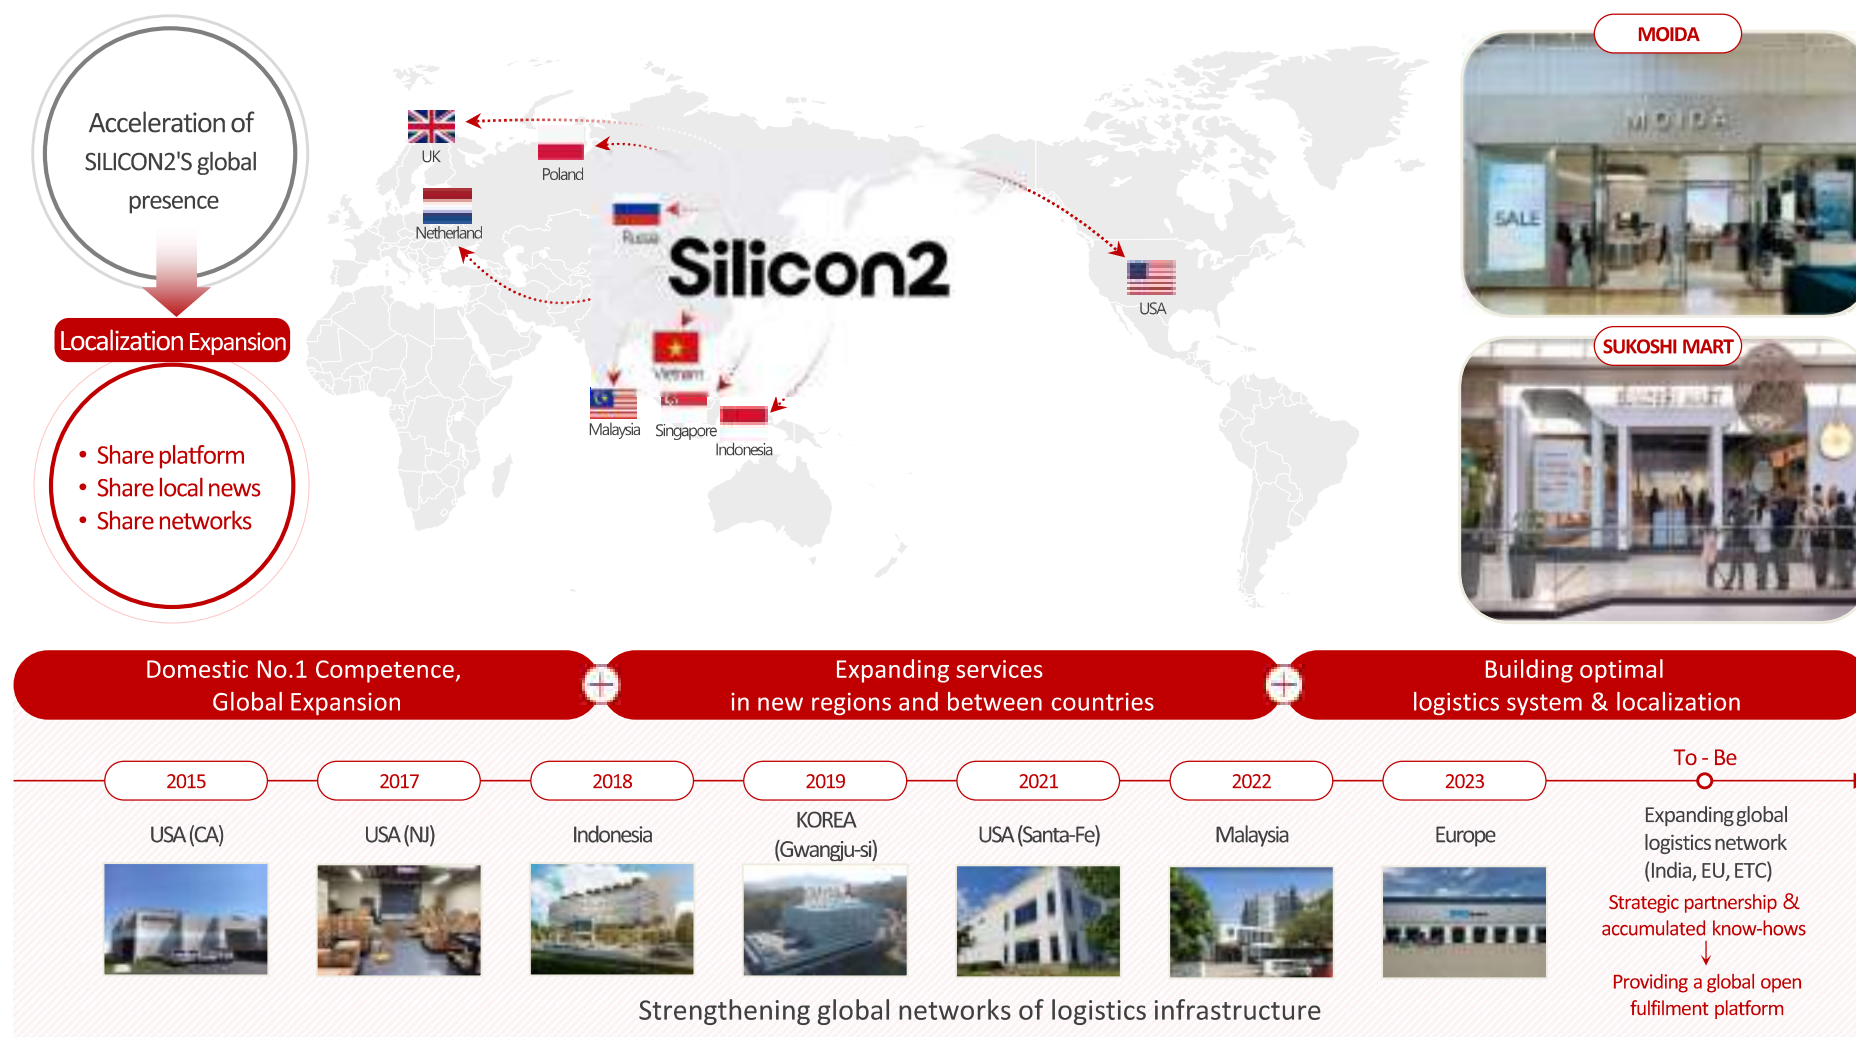 Acceleration of
SILICON2'S global
presence
Localization Expansion
• Share platform
• Share local news
• Share networks
UK
Poland
Netherland
Russia
Silicon2
USA
Vietnam
Malaysia
Singapore
Indonesia
MOIDA
MOIDA
SALE
SUKOSHI MART
SUKOSHI MART
Domestic No.1 Competence,
Global Expansion
Expanding services
in new regions and between countries
Building optimal
logistics system & localization
To - Be
2015
2017
2018
2019
2021
2022
2023
USA (CA)
USA (NJ)
Indonesia
KOREA
(Gwangju-si)
USA (Santa-Fe)
Malaysia
Europe
Expanding global
logistics network
(India, EU, ETC)
Strategic partnership &
accumulated know-hows
Providing a global open
fulfilment platform
Strengthening global networks of logistics infrastructure